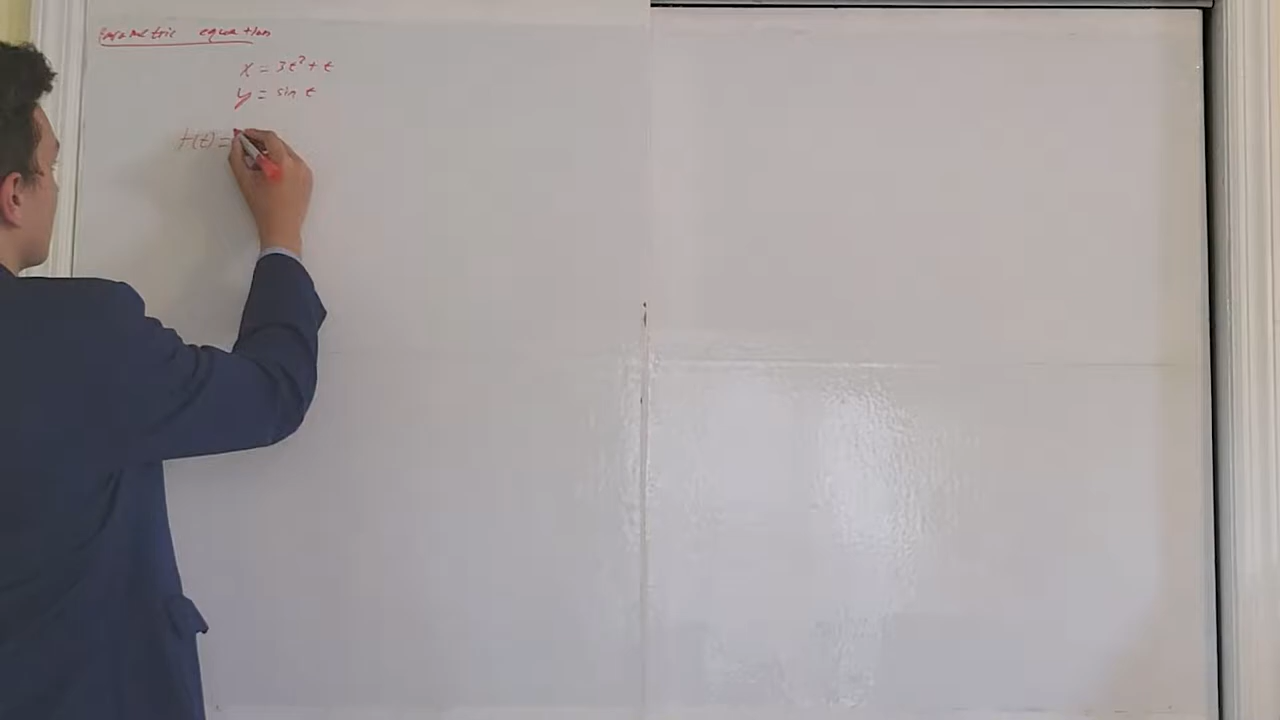 Parametric equation
x = 3t² + t
y = sin t
f(t) =